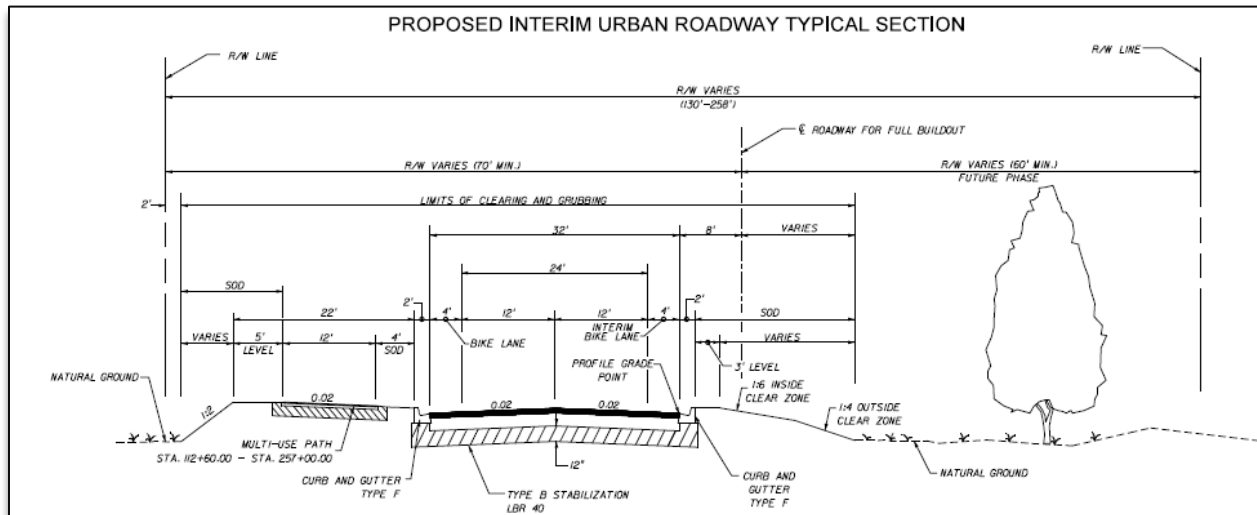 PROPOSED INTERIM URBAN ROADWAY TYPICAL SECTION
R/W LINE
R/W LINE
R/W VARIES
(130'-258')
℄ ROADWAY FOR FULL BUILDOUT
R/W VARIES (70' MIN.)
R/W VARIES (60' MIN.)
FUTURE PHASE
2'
LIMITS OF CLEARING AND GRUBBING
32'
8'
VARIES
24'
SOD
2'
2'
22'
4'
12'
12'
4'
SOD
INTERIM
BIKE LANE
BIKE LANE
VARIES
5'
LEVEL
12'
4'
SOD
VARIES
3' LEVEL
PROFILE GRADE
POINT
NATURAL GROUND
1:2
0.02
0.02
0.02
1:6 INSIDE
CLEAR ZONE
1:4 OUTSIDE
CLEAR ZONE
MULTI-USE PATH
STA. 112+60.00 - STA. 257+00.00
12"
CURB AND GUTTER
TYPE F
TYPE B STABILIZATION
LBR 40
CURB AND
GUTTER
TYPE F
NATURAL GROUND